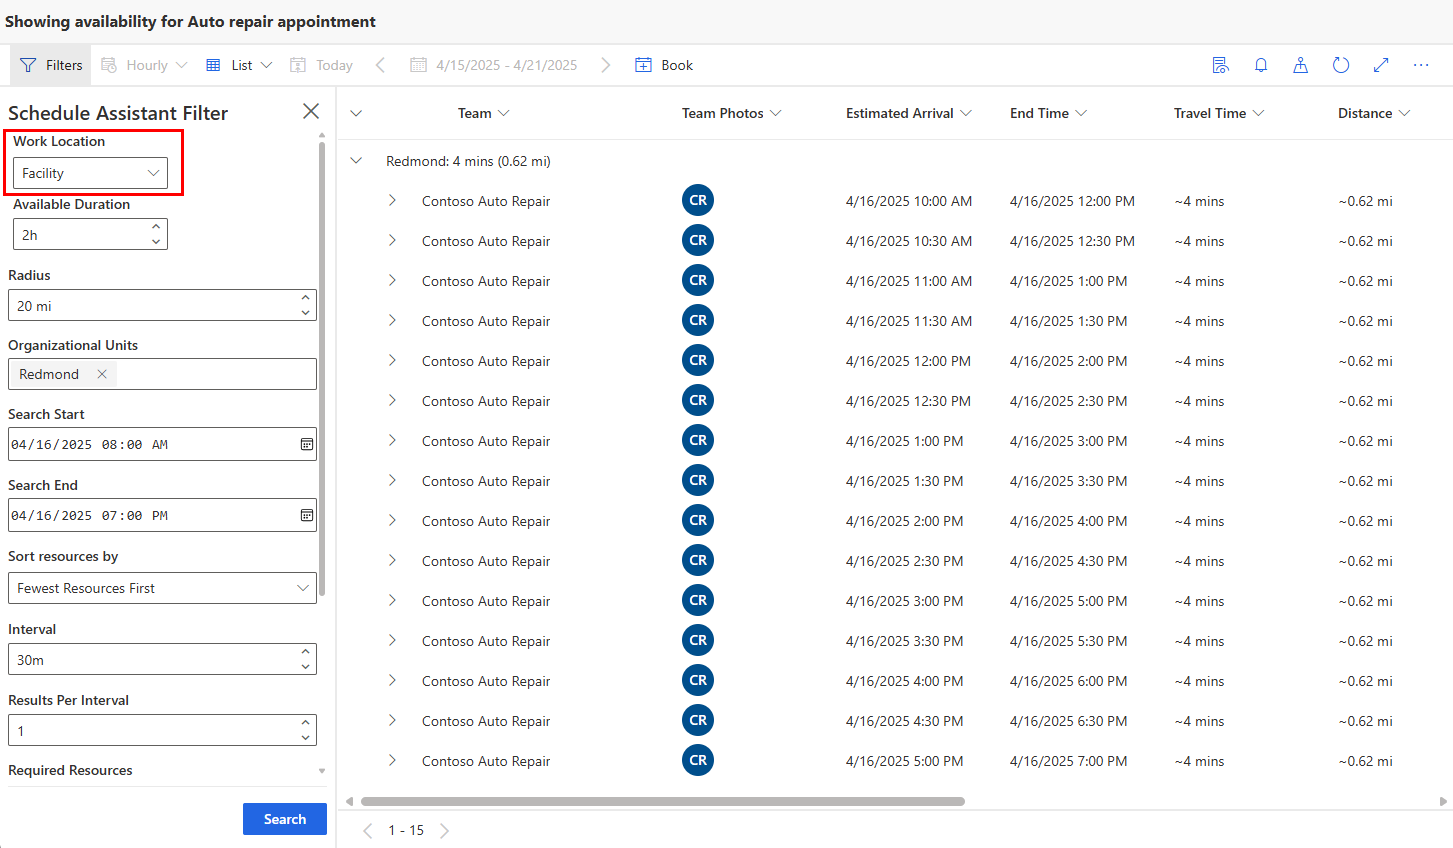 Showing availability for Auto repair appointment
Filters Hourly List Today 4/15/2025 - 4/21/2025 Book
Schedule Assistant Filter
Work Location
Facility
Available Duration
2h
Radius
20 mi
Organizational Units
Redmond
Search Start
04/16/2025 08:00 AM
Search End
04/16/2025 07:00 PM
Sort resources by
Fewest Resources First
Interval
30m
Results Per Interval
1
Required Resources
Search
Team Team Photos Estimated Arrival End Time Travel Time Distance
Redmond: 4 mins (0.62 mi)
Contoso Auto Repair CR 4/16/2025 10:00 AM 4/16/2025 12:00 PM ~4 mins ~0.62 mi
Contoso Auto Repair CR 4/16/2025 10:30 AM 4/16/2025 12:30 PM ~4 mins ~0.62 mi
Contoso Auto Repair CR 4/16/2025 11:00 AM 4/16/2025 1:00 PM ~4 mins ~0.62 mi
Contoso Auto Repair CR 4/16/2025 11:30 AM 4/16/2025 1:30 PM ~4 mins ~0.62 mi
Contoso Auto Repair CR 4/16/2025 12:00 PM 4/16/2025 2:00 PM ~4 mins ~0.62 mi
Contoso Auto Repair CR 4/16/2025 12:30 PM 4/16/2025 2:30 PM ~4 mins ~0.62 mi
Contoso Auto Repair CR 4/16/2025 1:00 PM 4/16/2025 3:00 PM ~4 mins ~0.62 mi
Contoso Auto Repair CR 4/16/2025 1:30 PM 4/16/2025 3:30 PM ~4 mins ~0.62 mi
Contoso Auto Repair CR 4/16/2025 2:00 PM 4/16/2025 4:00 PM ~4 mins ~0.62 mi
Contoso Auto Repair CR 4/16/2025 2:30 PM 4/16/2025 4:30 PM ~4 mins ~0.62 mi
Contoso Auto Repair CR 4/16/2025 3:00 PM 4/16/2025 5:00 PM ~4 mins ~0.62 mi
Contoso Auto Repair CR 4/16/2025 3:30 PM 4/16/2025 5:30 PM ~4 mins ~0.62 mi
Contoso Auto Repair CR 4/16/2025 4:00 PM 4/16/2025 6:00 PM ~4 mins ~0.62 mi
Contoso Auto Repair CR 4/16/2025 4:30 PM 4/16/2025 6:30 PM ~4 mins ~0.62 mi
Contoso Auto Repair CR 4/16/2025 5:00 PM 4/16/2025 7:00 PM ~4 mins ~0.62 mi
1 - 15